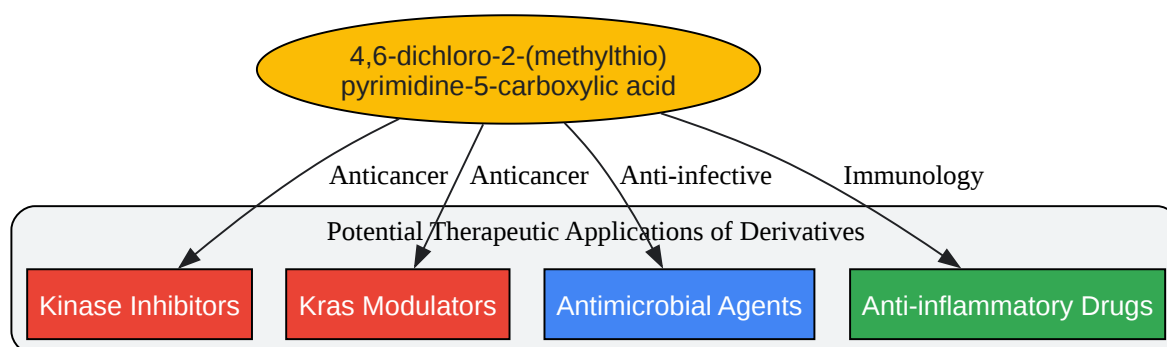 4,6-dichloro-2-(methylthio)
pyrimidine-5-carboxylic acid
Anticancer
Anticancer
Anti-infective
Immunology
Potential Therapeutic Applications of Derivatives
Kinase Inhibitors
Kras Modulators
Antimicrobial Agents
Anti-inflammatory Drugs